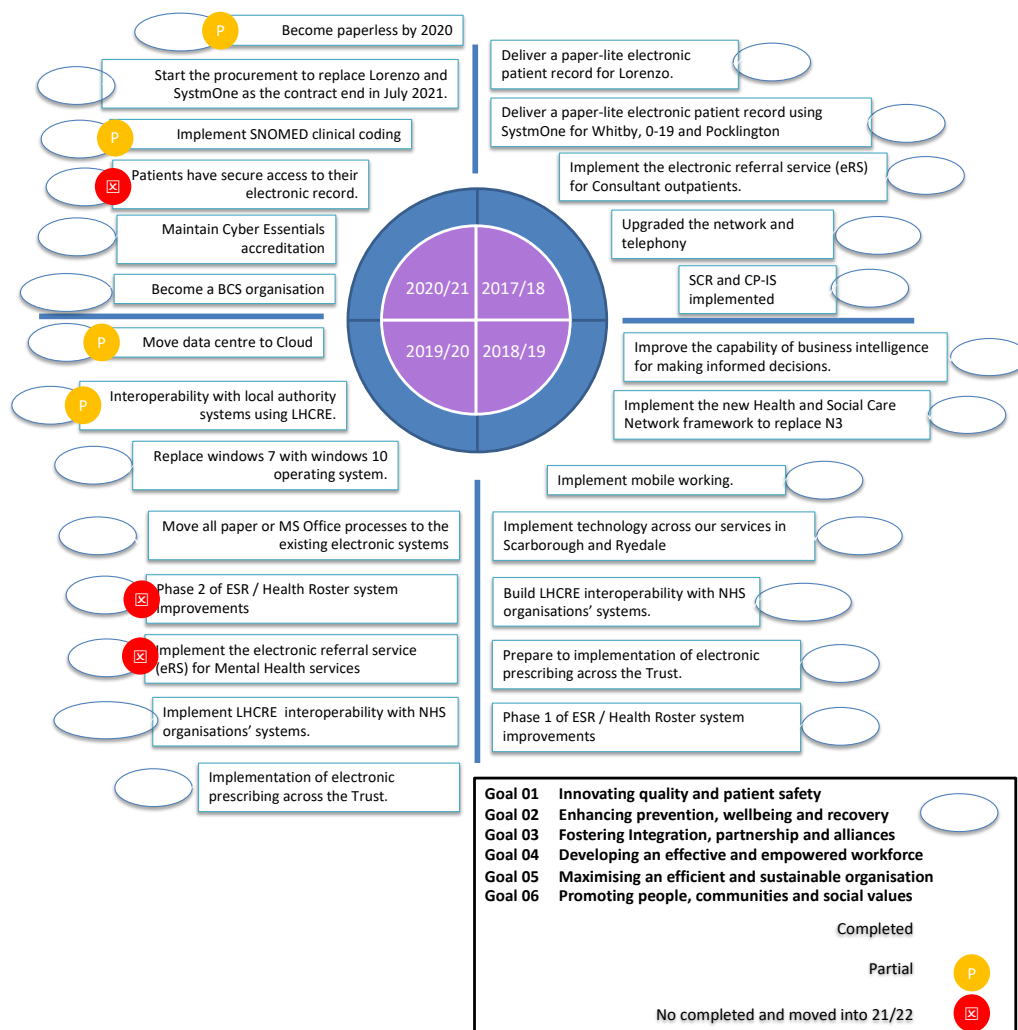 P
Become paperless by 2020
Start the procurement to replace Lorenzo and
SystmOne as the contract end in July 2021.
P
Implement SNOMED clinical coding
Patients have secure access to their
electronic record.
Maintain Cyber Essentials
accreditation
Become a BCS organisation
Deliver a paper-lite electronic
patient record for Lorenzo.
Deliver a paper-lite electronic patient record using
SystmOne for Whitby, 0-19 and Pocklington
Implement the electronic referral service (eRS)
for Consultant outpatients.
Upgraded the network and
telephony
SCR and CP-IS
implemented
2020/21
2017/18
2019/20
2018/19
P
Move data centre to Cloud
P
Interoperability with local authority
systems using LHCRE.
Replace windows 7 with windows 10
operating system.
Move all paper or MS Office processes to the
existing electronic systems
Phase 2 of ESR / Health Roster system
improvements
Implement the electronic referral service
(eRS) for Mental Health services
Implement LHCRE interoperability with NHS
organisations' systems.
Implementation of electronic
prescribing across the Trust.
Improve the capability of business intelligence
for making informed decisions.
Implement the new Health and Social Care
Network framework to replace N3
Implement mobile working.
Implement technology across our services in
Scarborough and Ryedale
Build LHCRE interoperability with NHS
organisations' systems.
Prepare to implementation of electronic
prescribing across the Trust.
Phase 1 of ESR / Health Roster system
improvements
Goal 01 Innovating quality and patient safety
Goal 02 Enhancing prevention, wellbeing and recovery
Goal 03 Fostering Integration, partnership and alliances
Goal 04 Developing an effective and empowered workforce
Goal 05 Maximising an efficient and sustainable organisation
Goal 06 Promoting people, communities and social values
Completed
Partial
P
No completed and moved into 21/22